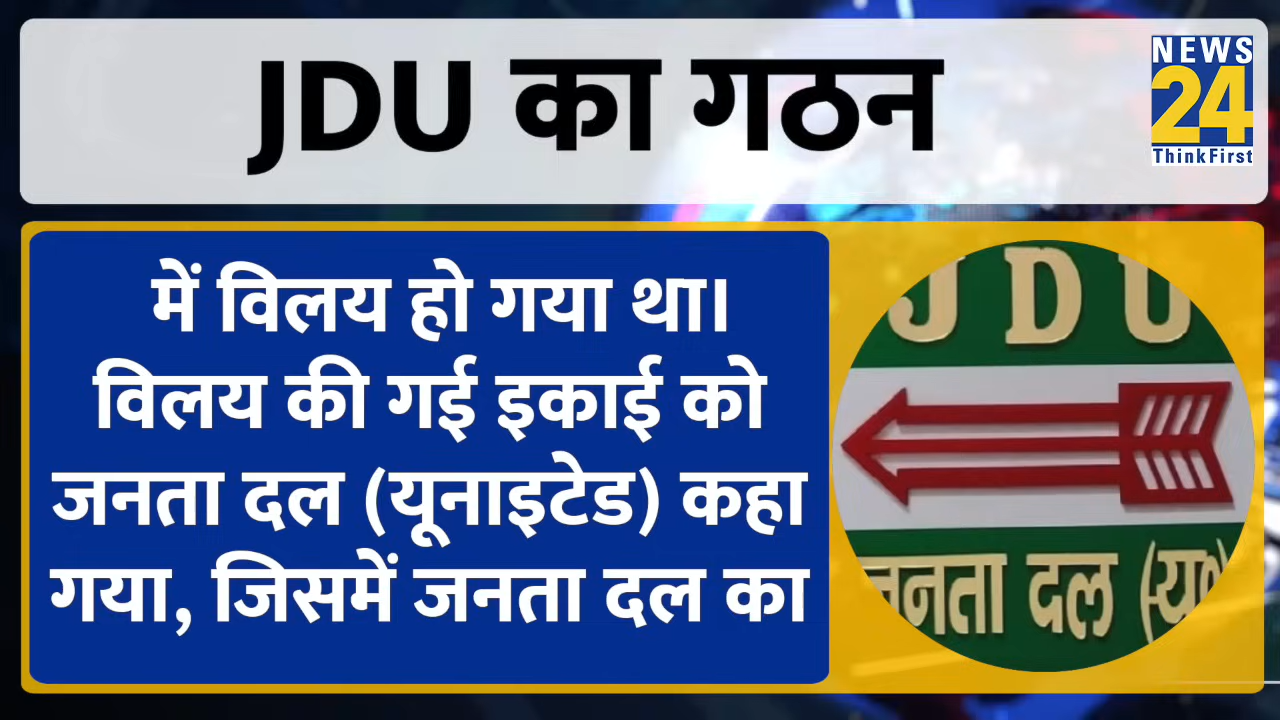 JDU का गठन
NEWS
24
ThinkFirst
में विलय हो गया था।
विलय की गई इकाई को
जनता दल (यूनाइटेड) कहा
गया, जिसमें जनता दल का
JDU
जनता दल (यू०)